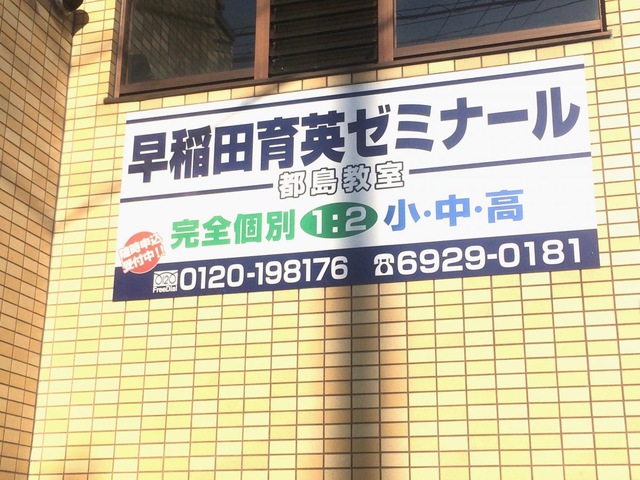 早稲田育英ゼミナール
都島教室
完全個別 1:2 小・中・高
随時申込
受付中!!
FreeDial 0120-198176 ☎6929-0181